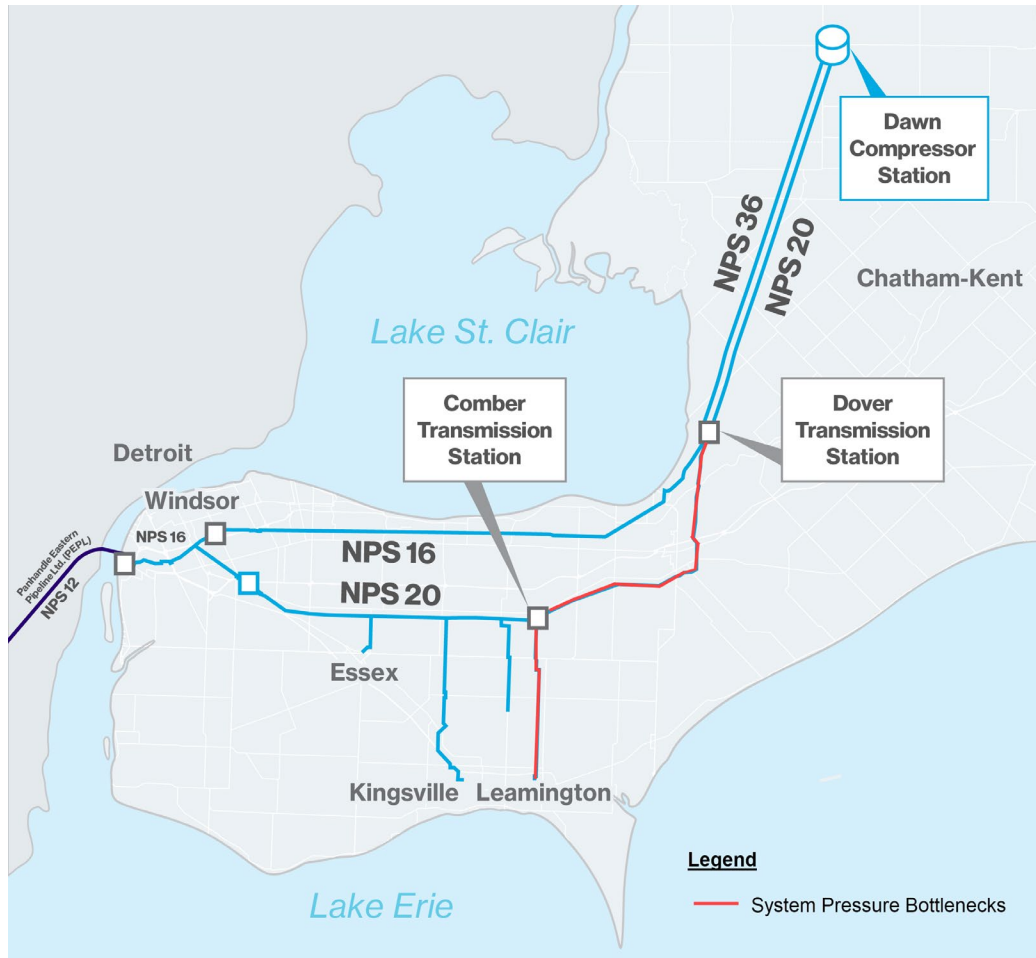 Dawn
Compressor
Station
NPS 36
NPS 20
Chatham-Kent
Lake St. Clair
Comber
Transmission
Station
Dover
Transmission
Station
Detroit
Windsor
NPS 16
Panhandle Eastern
Pipeline Ltd. (PEPL)
NPS 12
NPS 16
NPS 20
Essex
Kingsville
Leamington
Legend
System Pressure Bottlenecks
Lake Erie